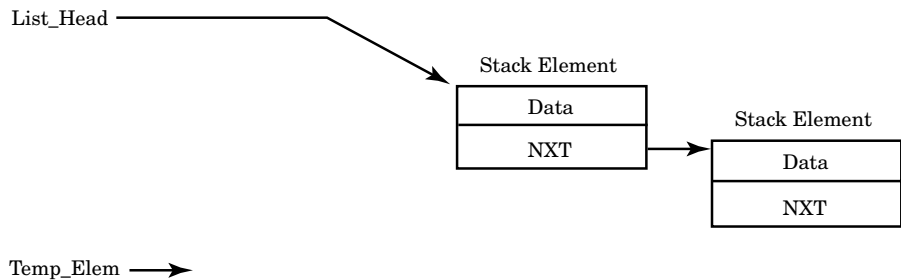 List_Head
Stack Element
Data
NXT
Stack Element
Data
NXT
Temp_Elem